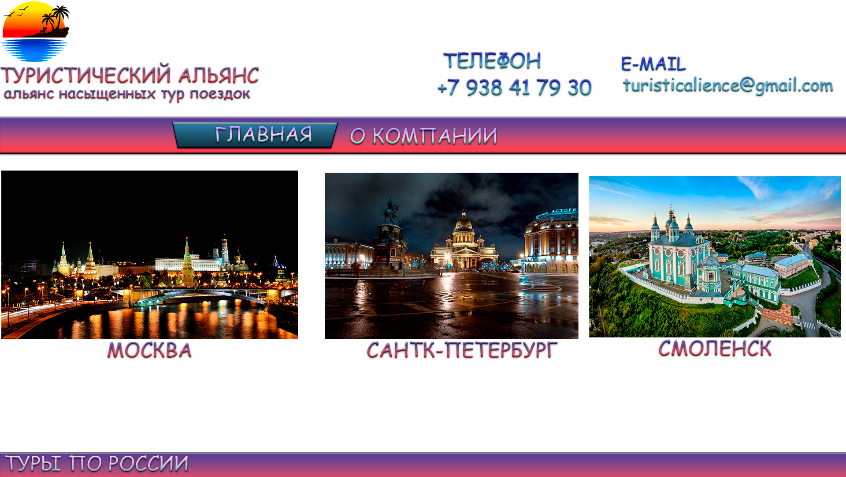 ТУРИСТИЧЕСКИЙ АЛЬЯНС
альянс насыщенных тур поездок
ТЕЛЕФОН
+7 938 41 79 30
E-MAIL
turisticalience@gmail.com
ГЛАВНАЯ
О КОМПАНИИ
АСТОРИ
МОСКВА
САНТК-ПЕТЕРБУРГ
СМОЛЕНСК
ТУРЫ ПО РОССИИ